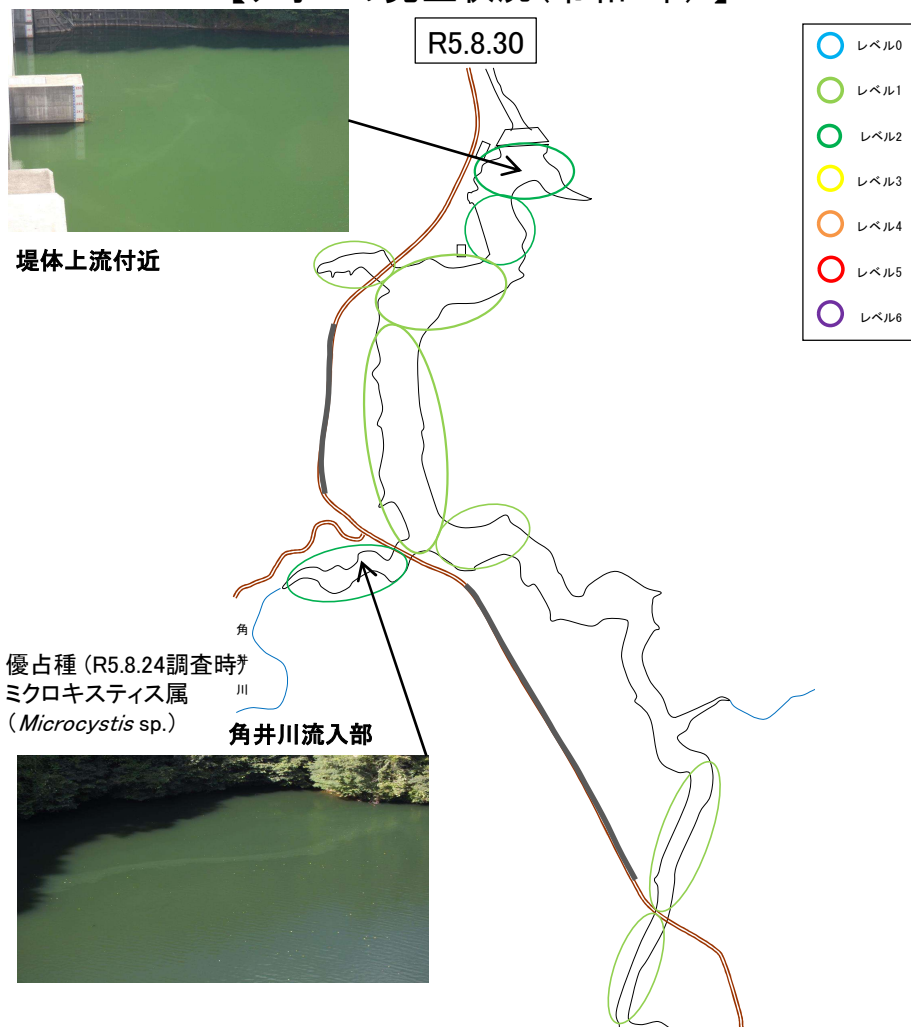 R5.8.30
レベル0
レベル1
レベル2
レベル3
レベル4
レベル5
レベル6
堤体上流付近
角
井
川
優占種 (R5.8.24調査時)
ミクロキスティス属
(Microcystis sp.)
角井川流入部